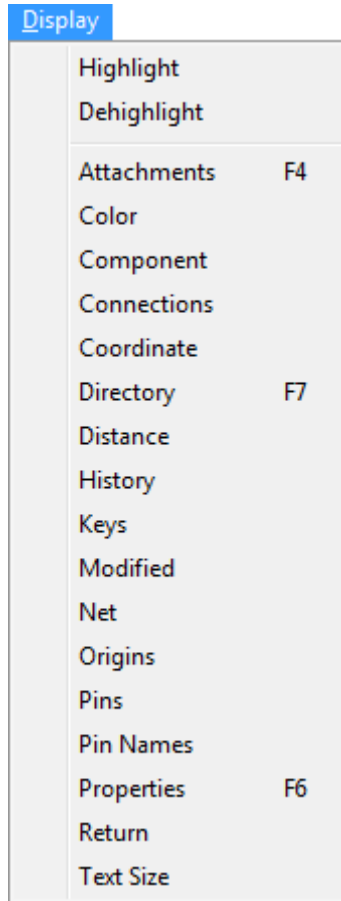 Display
Highlight
Dehighlight
Attachments F4
Color
Component
Connections
Coordinate
Directory F7
Distance
History
Keys
Modified
Net
Origins
Pins
Pin Names
Properties F6
Return
Text Size